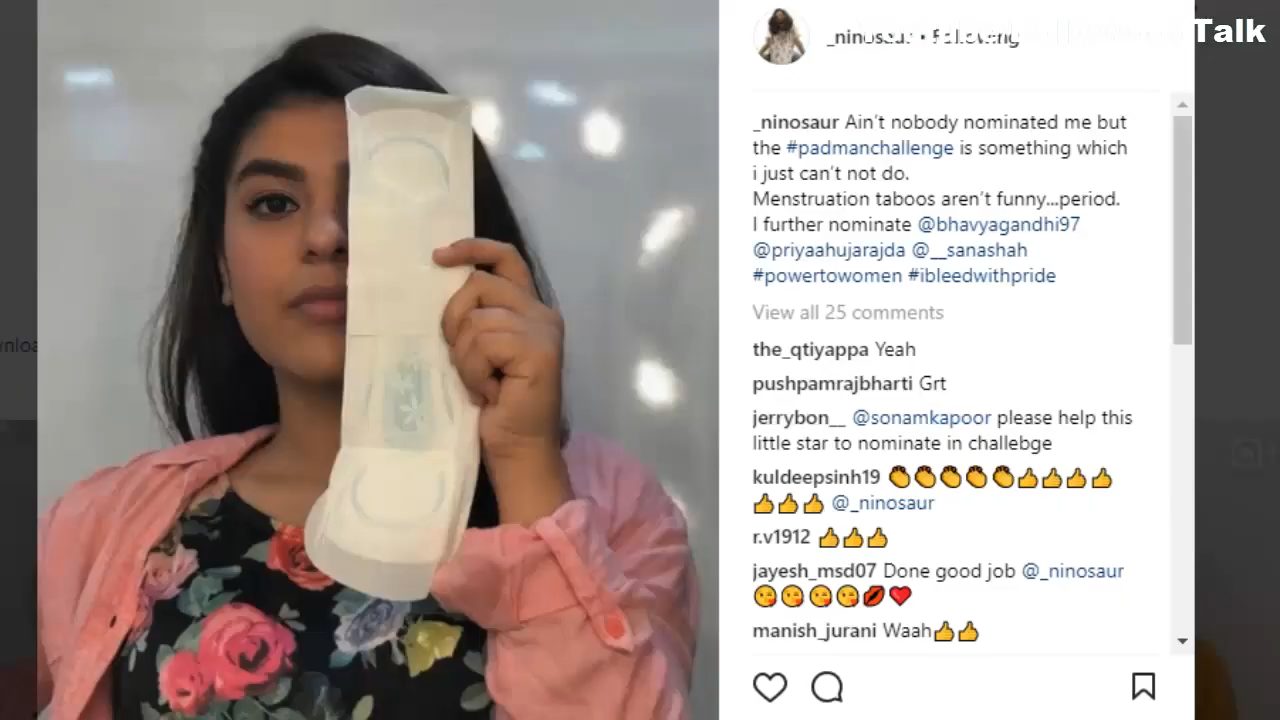 Talk
_ninosaur • Following
_ninosaur Ain't nobody nominated me but
the #padmanchallenge is something which
i just can't not do.
Menstruation taboos aren't funny...period.
I further nominate @bhavyagandhi97
@priyaahujarajda @__sanashah
#powertowomen #ibleedwithpride
View all 25 comments
the_qtiyappa Yeah
pushpamrajbharti Grt
jerrybon__ @sonamkapoor please help this
little star to nominate in challebge
kuldeepsinh19 👏👏👏👏👏👍👍👍👍
👍👍👍 @_ninosaur
r.v1912 👍👍👍
jayesh_msd07 Done good job @_ninosaur
😘😘😘😘💋❤️
manish_jurani Waah👍👍